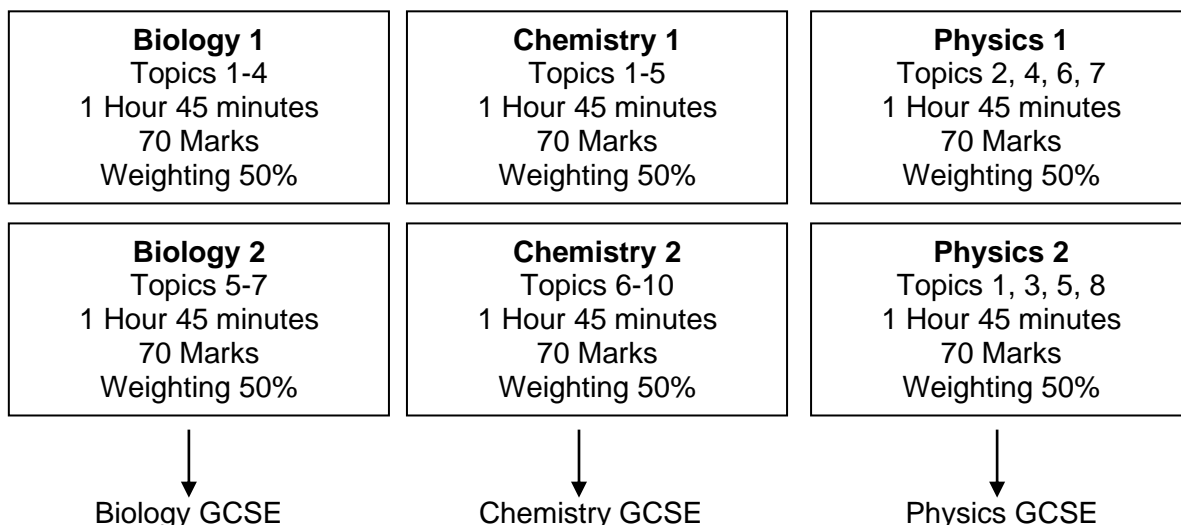 Biology 1
Topics 1-4
1 Hour 45 minutes
70 Marks
Weighting 50%
Chemistry 1
Topics 1-5
1 Hour 45 minutes
70 Marks
Weighting 50%
Physics 1
Topics 2, 4, 6, 7
1 Hour 45 minutes
70 Marks
Weighting 50%
Biology 2
Topics 5-7
1 Hour 45 minutes
70 Marks
Weighting 50%
Chemistry 2
Topics 6-10
1 Hour 45 minutes
70 Marks
Weighting 50%
Physics 2
Topics 1, 3, 5, 8
1 Hour 45 minutes
70 Marks
Weighting 50%
Biology GCSE
Chemistry GCSE
Physics GCSE